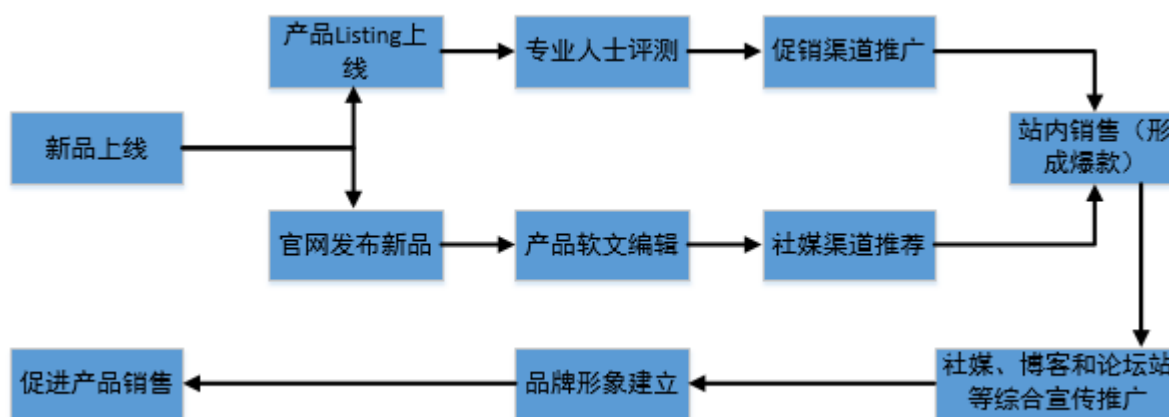 产品Listing上
线
专业人士评测
促销渠道推广
新品上线
站内销售（形
成爆款）
官网发布新品
产品软文编辑
社媒渠道推荐
促进产品销售
品牌形象建立
社媒、博客和论坛站
等综合宣传推广